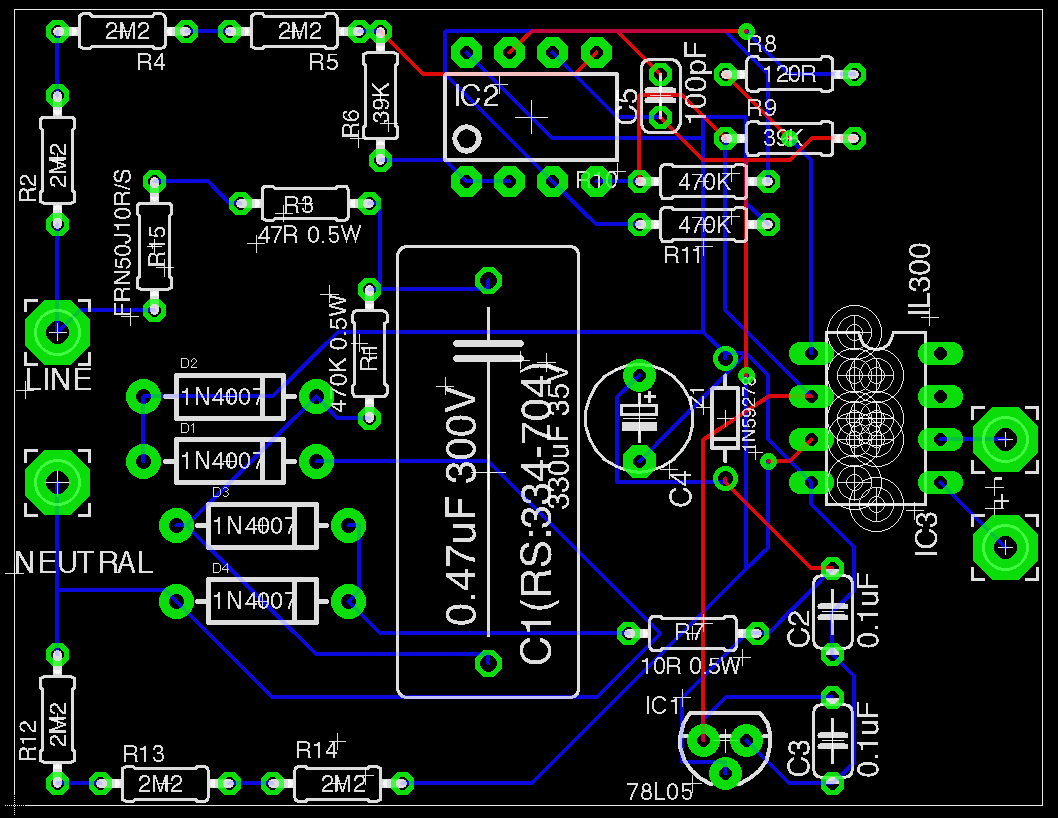 2M2
R4
2M2
R5
R6
39K
IC2
C5
100pF
R8
120R
R9
39K
R2
2M2
FRN50J10R/S
R15
R3
47R 0.5W
R10
470K
470K
R11
LINE
470K 0.5W
R1
D2
1N4007
D1
1N4007
D3
1N4007
D4
1N4007
0.47uF 300V
C1(RS:334-704)
330uF 35V
C4
Z1
IL300
IC3
NEUTRAL
C2
0.1uF
R7
10R 0.5W
IC1
78L05
C3
0.1uF
R12
2M2
R13
2M2
R14
2M2